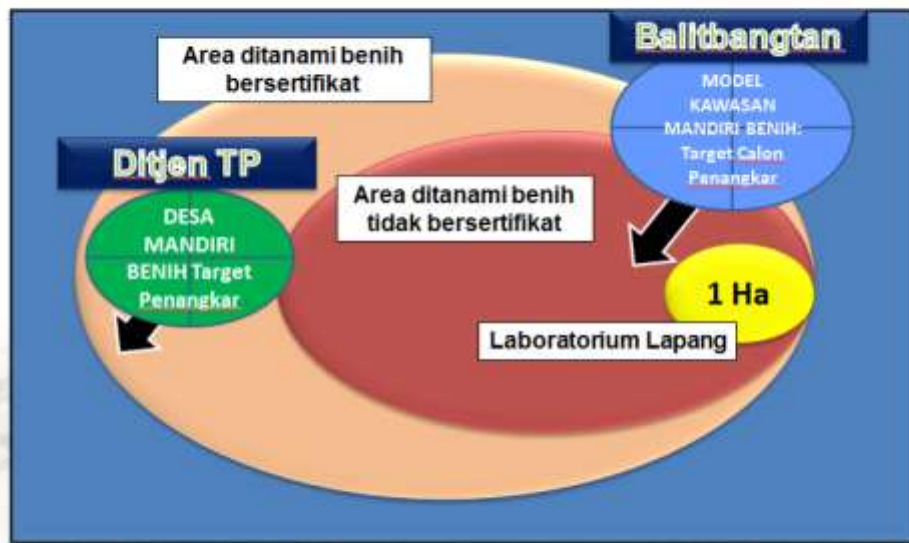 Balitbangtan
Area ditanami benih
bersertifikat
MODEL
KAWASAN
MANDIRI BENIH:
Target Calon
Penangkar
Ditjen TP
DESA
MANDIRI
BENIH Target
Penangkar
Area ditanami benih
tidak bersertifikat
1 Ha
Laboratorium Lapang